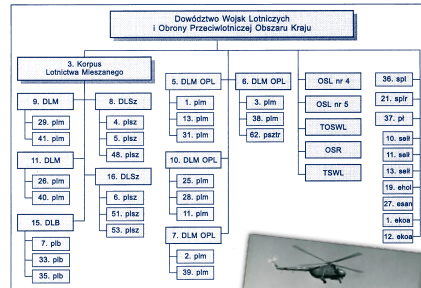 Dowództwo Wojsk Lotniczych
i Obrony Przeciwlotniczej Obszaru Kraju
3. Korpus
Lotnictwa Mieszanego
9. DLM
29. plm
41. plm
11. DLM
26. plm
40. plm
15. DLB
7. plb
33. plb
35. plb
8. DLSz
4. plsz
5. plsz
48. plsz
16. DLSz
6. plsz
51. plsz
53. plsz
5. DLM OPL
1. plm
13. plm
31. plm
10. DLM OPL
25. plm
28. plm
11. plm
7. DLM OPL
2. plm
39. plm
6. DLM OPL
3. plm
38. plm
62. psztr
OSL nr 4
OSL nr 5
TOSWL
OSR
TSWL
36. spl
21. splr
37. pł
10. selł
11. selł
13. selł
19. ehol
27. esan
1. ekoa
12. ekoa